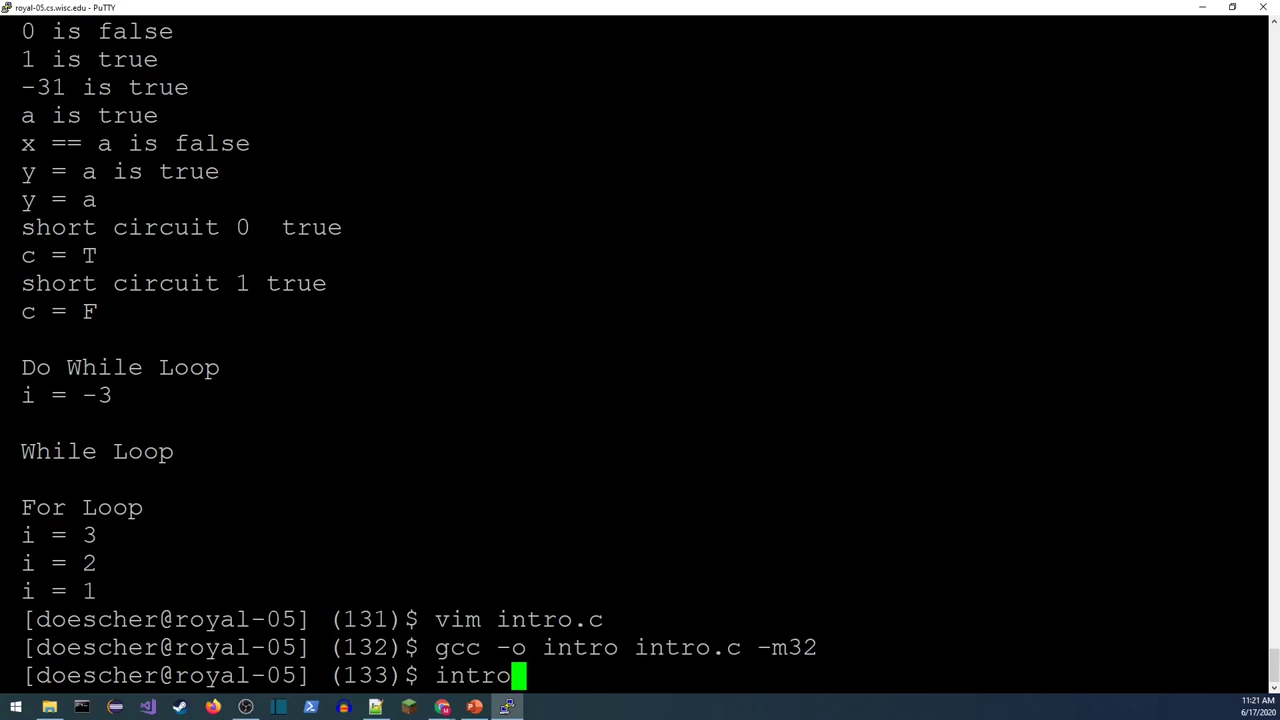 royal-05.cs.wisc.edu - PuTTY
0 is false
1 is true
-31 is true
a is true
x == a is false
y = a is true
y = a
short circuit 0  true
c = T
short circuit 1 true
c = F
Do While Loop
i = -3
While Loop
For Loop
i = 3
i = 2
i = 1
[doescher@royal-05] (131)$ vim intro.c
[doescher@royal-05] (132)$ gcc -o intro intro.c -m32
[doescher@royal-05] (133)$ intro
11:21 AM
6/17/2020